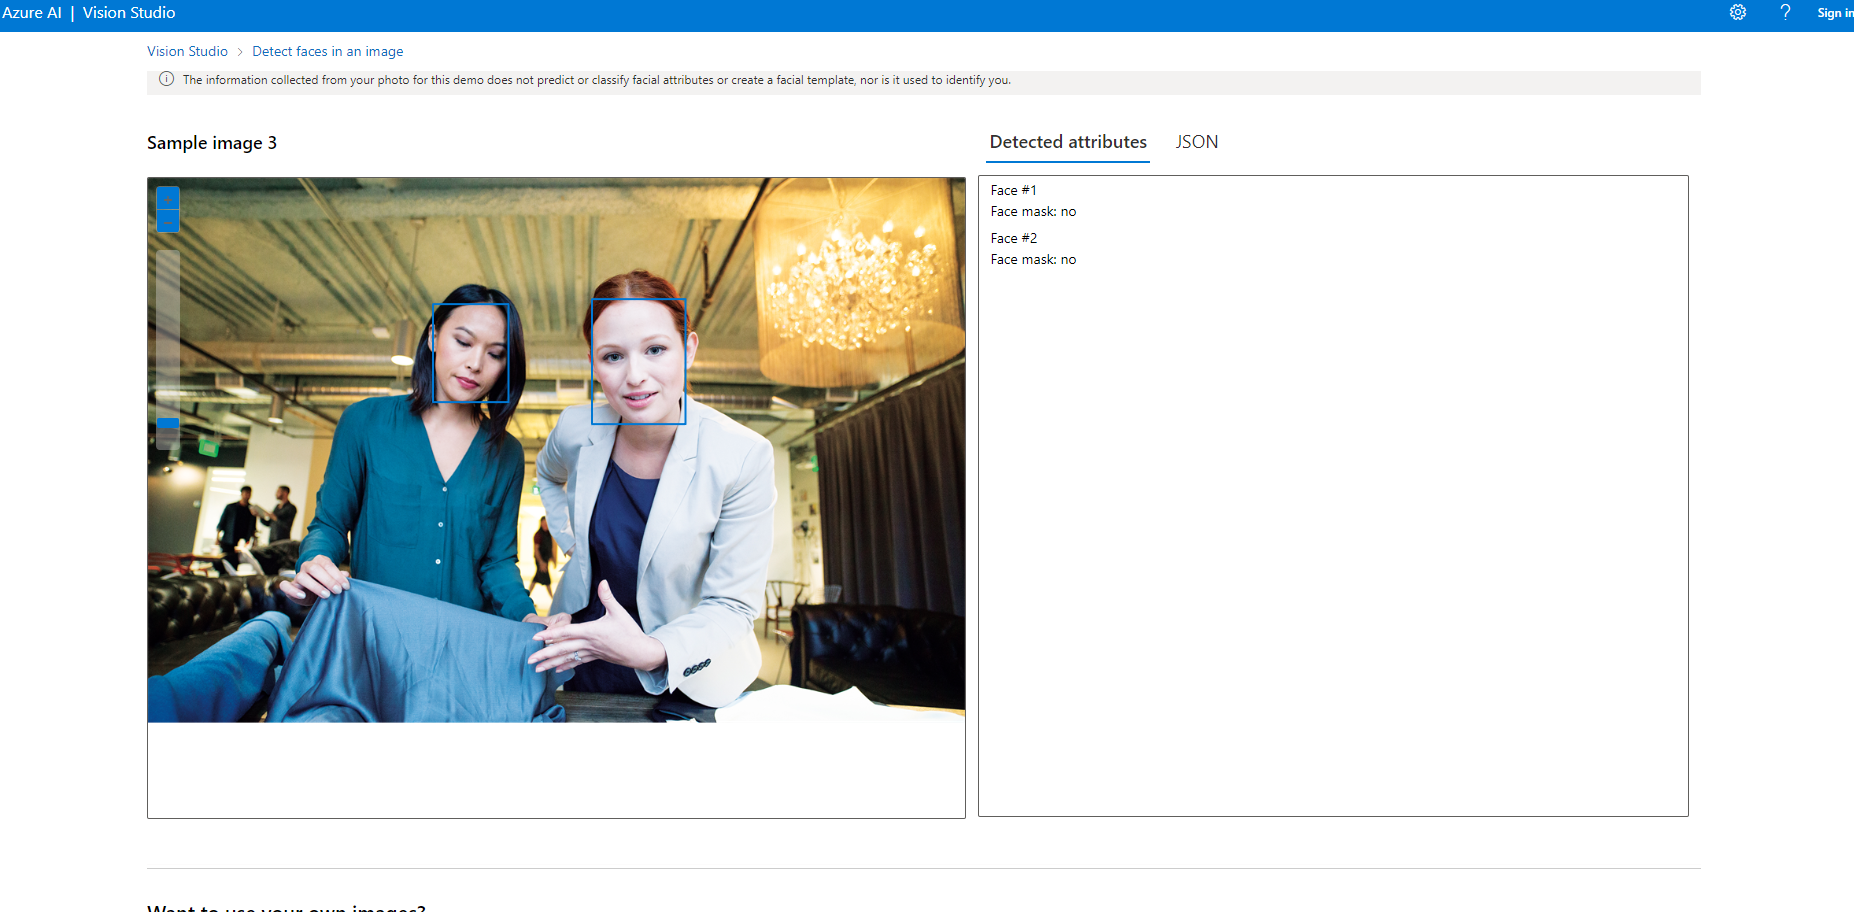 Azure AI | Vision Studio
Sign in
Vision Studio > Detect faces in an image
The information collected from your photo for this demo does not predict or classify facial attributes or create a facial template, nor is it used to identify you.
Sample image 3
Detected attributes JSON
Face #1
Face mask: no
Face #2
Face mask: no
Want to use your own images?